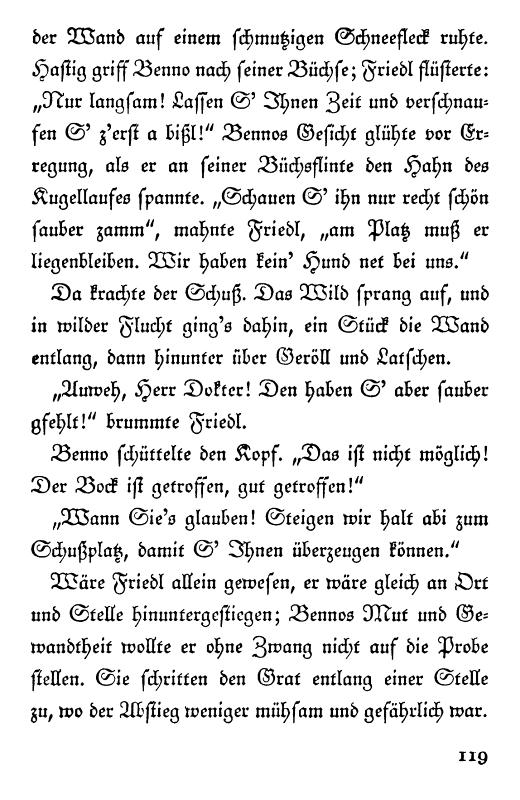 der Wand auf einem schmutzigen Schneefleck ruhte.
Hastig griff Benno nach seiner Büchse; Friedl flüsterte:
„Nur langsam! Lassen S’ Ihnen Zeit und verschnau-
fen S’ z’erst a bißl!“ Bennos Gesicht glühte vor Er-
regung, als er an seiner Büchsflinte den Hahn des
Kugellaufes spannte. „Schauen S’ ihn nur recht schön
sauber zamm“, mahnte Friedl, „am Platz muß er
liegenbleiben. Wir haben kein’ Hund net bei uns.“
Da krachte der Schuß. Das Wild sprang auf, und
in wilder Flucht ging’s dahin, ein Stück die Wand
entlang, dann hinunter über Geröll und Latschen.
„Auweh, Herr Dokter! Den haben S’ aber sauber
gfehlt!“ brummte Friedl.
Benno schüttelte den Kopf. „Das ist nicht möglich!
Der Bock ist getroffen, gut getroffen!“
„Wann Sie’s glauben! Steigen wir halt abi zum
Schußplatz, damit S’ Ihnen überzeugen können.“
Wäre Friedl allein gewesen, er wäre gleich an Ort
und Stelle hinuntergestiegen; Bennos Mut und Ge-
wandtheit wollte er ohne Zwang nicht auf die Probe
stellen. Sie schritten den Grat entlang einer Stelle
zu, wo der Abstieg weniger mühsam und gefährlich war.
119